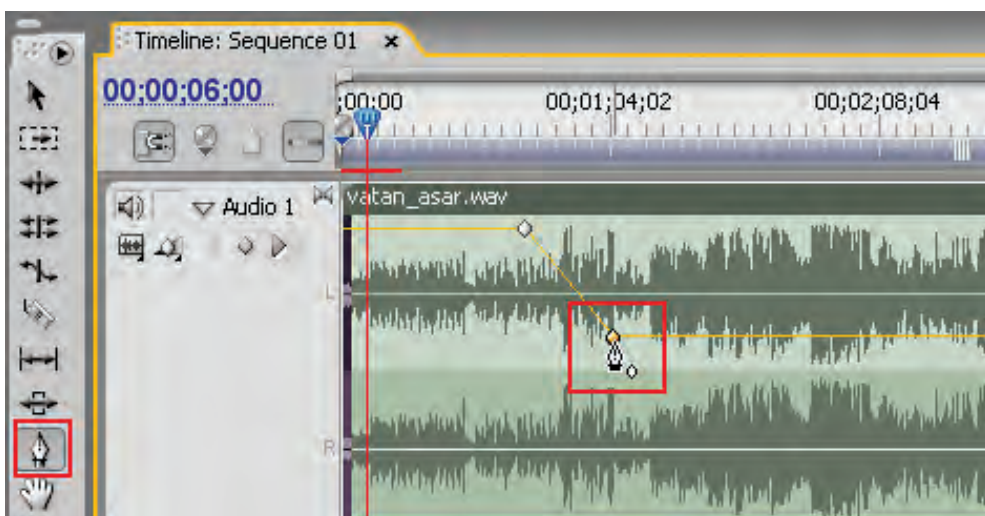 Timeline: Sequence 01 ×
00;00;06;00
;00;00 00;01;04;02 00;02;08;04
Audio 1
vatan_asar.wav
L
R